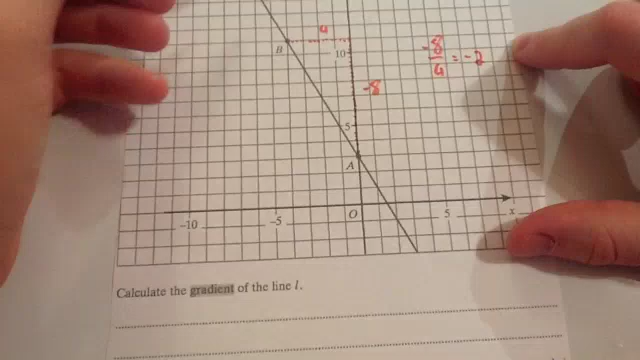 4
B
10
-8/4 = -2
-8
5
A
-10 -5 O 5 x
Calculate the gradient of the line l.